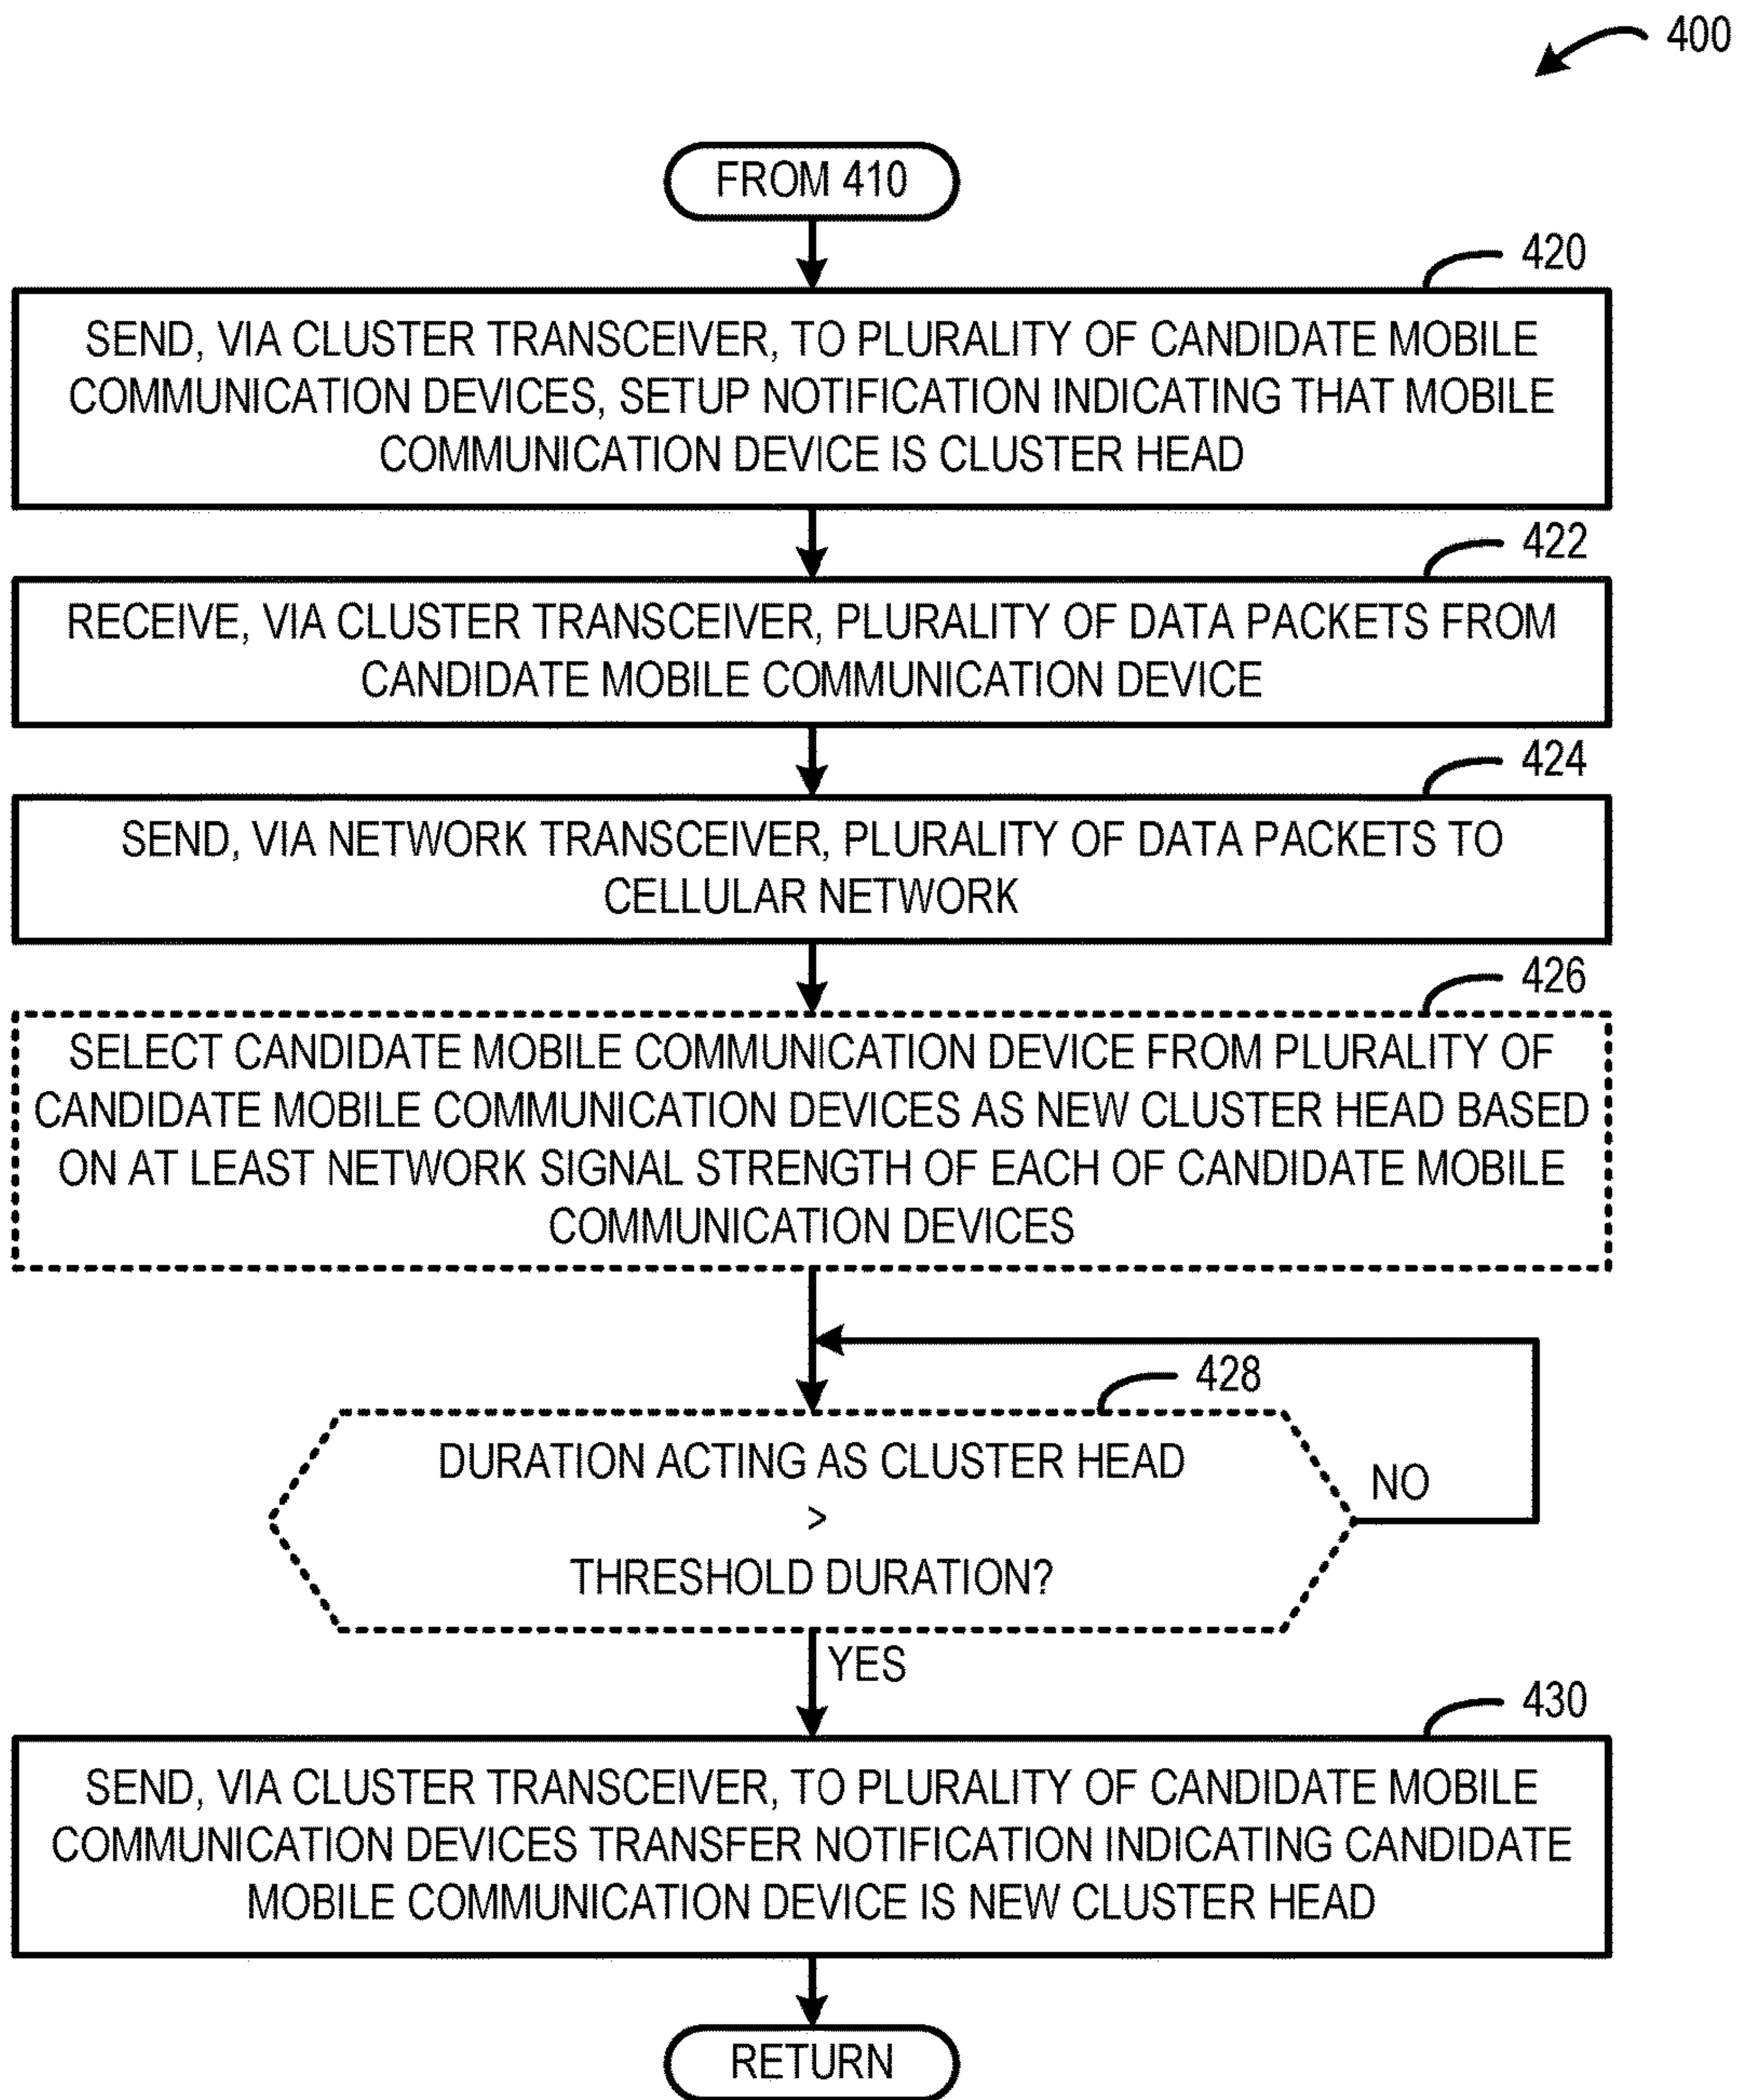 400
FROM 410
420
SEND, VIA CLUSTER TRANSCEIVER, TO PLURALITY OF CANDIDATE MOBILE
COMMUNICATION DEVICES, SETUP NOTIFICATION INDICATING THAT MOBILE
COMMUNICATION DEVICE IS CLUSTER HEAD
422
RECEIVE, VIA CLUSTER TRANSCEIVER, PLURALITY OF DATA PACKETS FROM
CANDIDATE MOBILE COMMUNICATION DEVICE
424
SEND, VIA NETWORK TRANSCEIVER, PLURALITY OF DATA PACKETS TO
CELLULAR NETWORK
426
SELECT CANDIDATE MOBILE COMMUNICATION DEVICE FROM PLURALITY OF
CANDIDATE MOBILE COMMUNICATION DEVICES AS NEW CLUSTER HEAD BASED
ON AT LEAST NETWORK SIGNAL STRENGTH OF EACH OF CANDIDATE MOBILE
COMMUNICATION DEVICES
428
DURATION ACTING AS CLUSTER HEAD
>
THRESHOLD DURATION?
NO
YES
430
SEND, VIA CLUSTER TRANSCEIVER, TO PLURALITY OF CANDIDATE MOBILE
COMMUNICATION DEVICES TRANSFER NOTIFICATION INDICATING CANDIDATE
MOBILE COMMUNICATION DEVICE IS NEW CLUSTER HEAD
RETURN